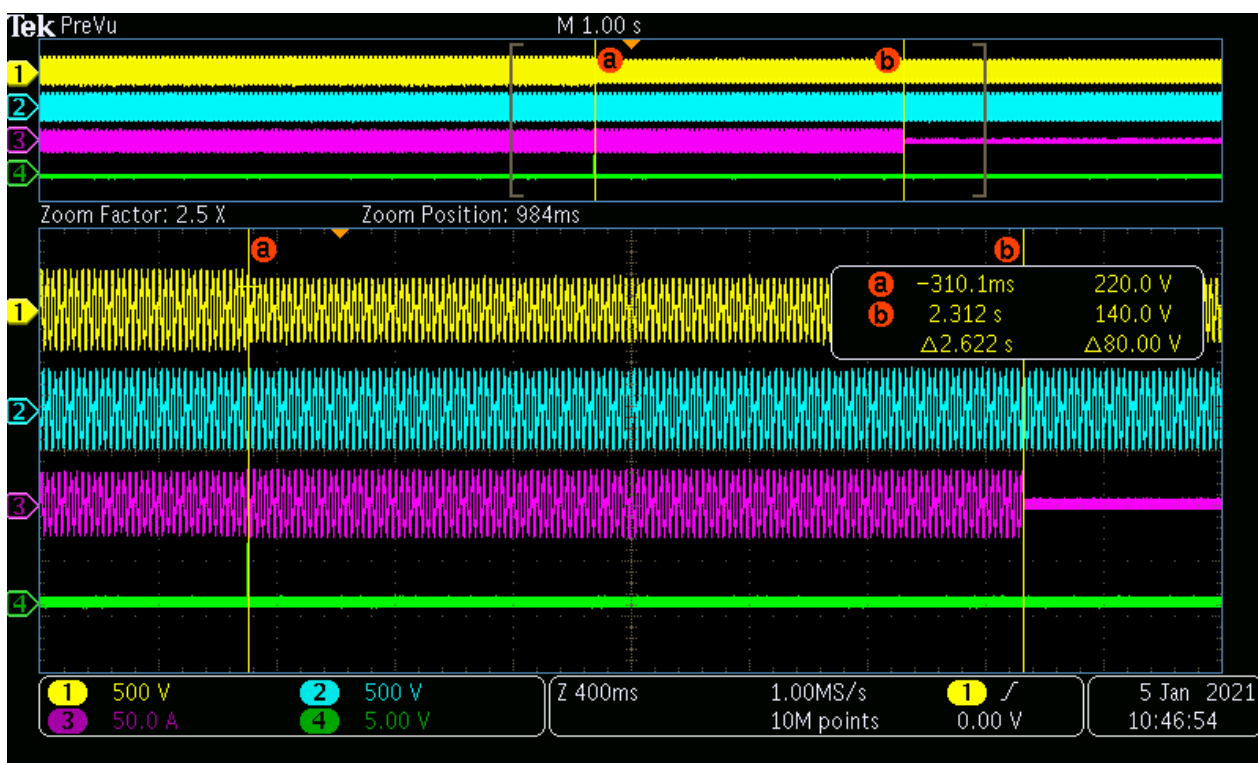 Tek PreVu M 1.00 s
a b
1
2
3
4
Zoom Factor: 2.5 X Zoom Position: 984ms
a b
a -310.1ms 220.0 V
b 2.312 s 140.0 V
Δ2.622 s Δ80.00 V
1
2
3
4
1 500 V 2 500 V Z 400ms 1.00MS/s 1 5 Jan 2021
3 50.0 A 4 5.00 V 10M points 0.00 V 10:46:54